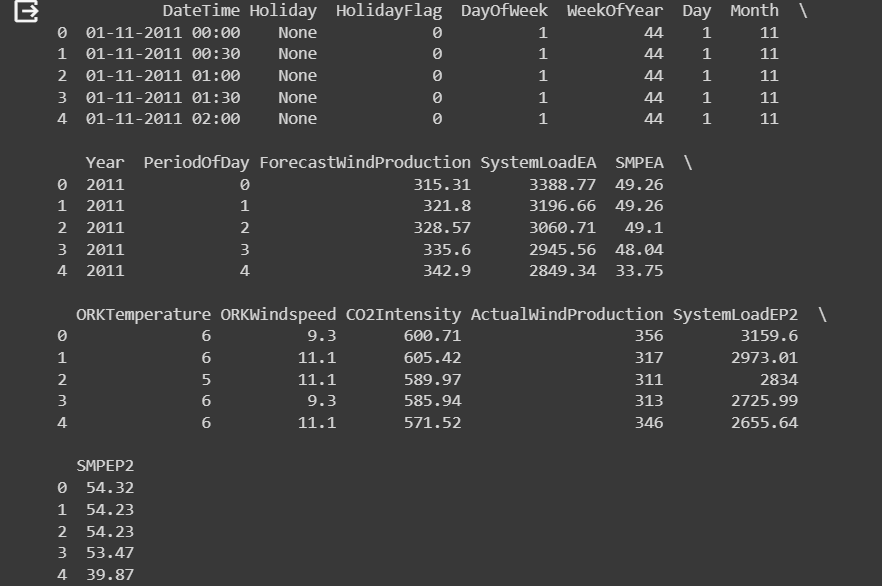 DateTime Holiday HolidayFlag DayOfWeek WeekOfYear Day Month \
0 01-11-2011 00:00 None 0 1 44 1 11
1 01-11-2011 00:30 None 0 1 44 1 11
2 01-11-2011 01:00 None 0 1 44 1 11
3 01-11-2011 01:30 None 0 1 44 1 11
4 01-11-2011 02:00 None 0 1 44 1 11
Year PeriodOfDay ForecastWindProduction SystemLoadEA SMPEA \
0 2011 0 315.31 3388.77 49.26
1 2011 1 321.8 3196.66 49.26
2 2011 2 328.57 3060.71 49.1
3 2011 3 335.6 2945.56 48.04
4 2011 4 342.9 2849.34 33.75
ORKTemperature ORKWindspeed CO2Intensity ActualWindProduction SystemLoadEP2 \
0 6 9.3 600.71 356 3159.6
1 6 11.1 605.42 317 2973.01
2 5 11.1 589.97 311 2834
3 6 9.3 585.94 313 2725.99
4 6 11.1 571.52 346 2655.64
SMPEP2
0 54.32
1 54.23
2 54.23
3 53.47
4 39.87